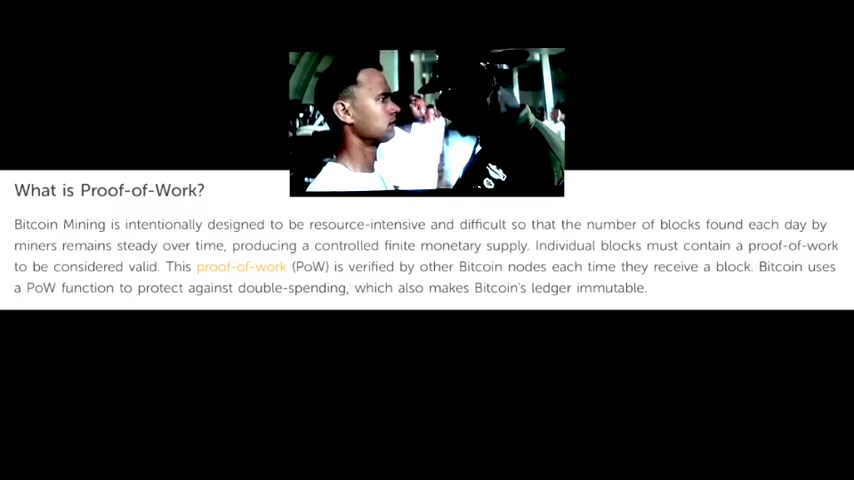 What is Proof-of-Work?
Bitcoin Mining is intentionally designed to be resource-intensive and difficult so that the number of blocks found each day by
miners remains steady over time, producing a controlled finite monetary supply. Individual blocks must contain a proof-of-work
to be considered valid. This proof-of-work (PoW) is verified by other Bitcoin nodes each time they receive a block. Bitcoin uses
a PoW function to protect against double-spending, which also makes Bitcoin's ledger immutable.